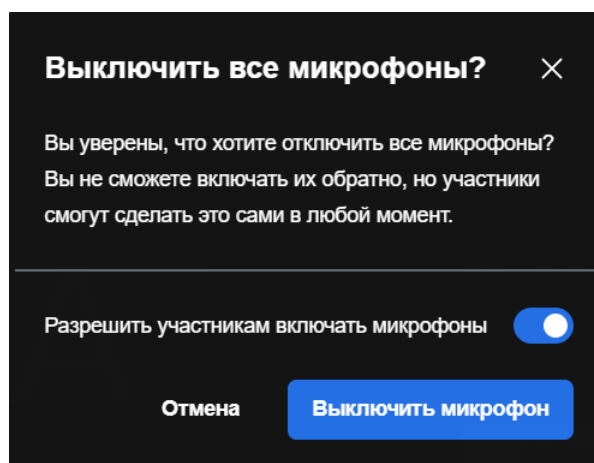 Выключить все микрофоны?
Вы уверены, что хотите отключить все микрофоны?
Вы не сможете включать их обратно, но участники
смогут сделать это сами в любой момент.
Разрешить участникам включать микрофоны
Отмена
Выключить микрофон